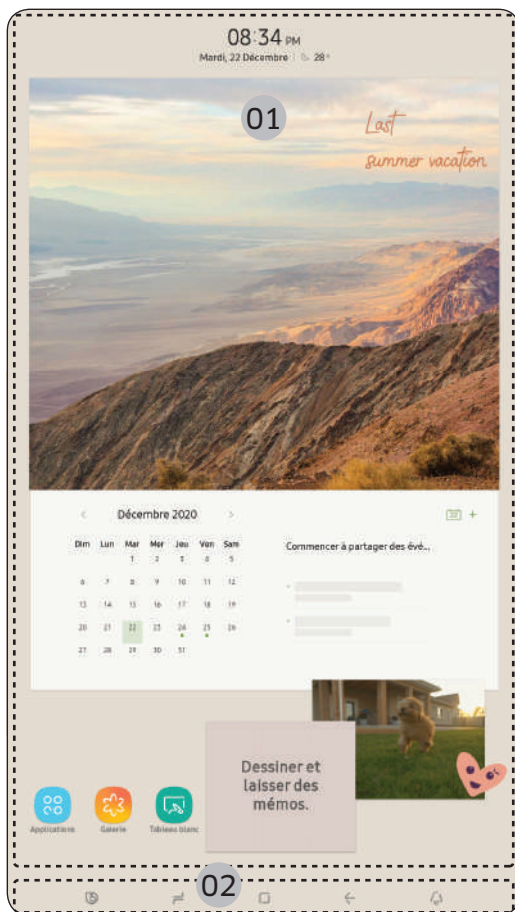 08:34 PM
Mardi, 22 Décembre 28°
01
Last
summer vacation
Décembre 2020
Dim Lun Mar Mer Jeu Ven Sam
1 2 3 4 5
6 7 8 9 10 11 12
13 14 15 16 17 18 19
20 21 22 23 24 25 26
27 28 29 30 31
Commencer à partager des évé...
Dessiner et
laisser des
mémos.
Applications Galerie Tableau blanc
02